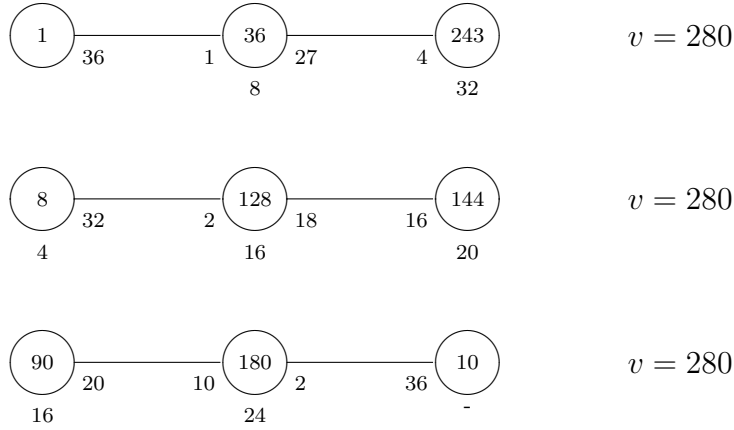 1 36 243 v = 280
36 1 27 4
8 32
8 128 144 v = 280
32 2 18 16
4 16 20
90 180 10 v = 280
20 10 2 36
16 24 -